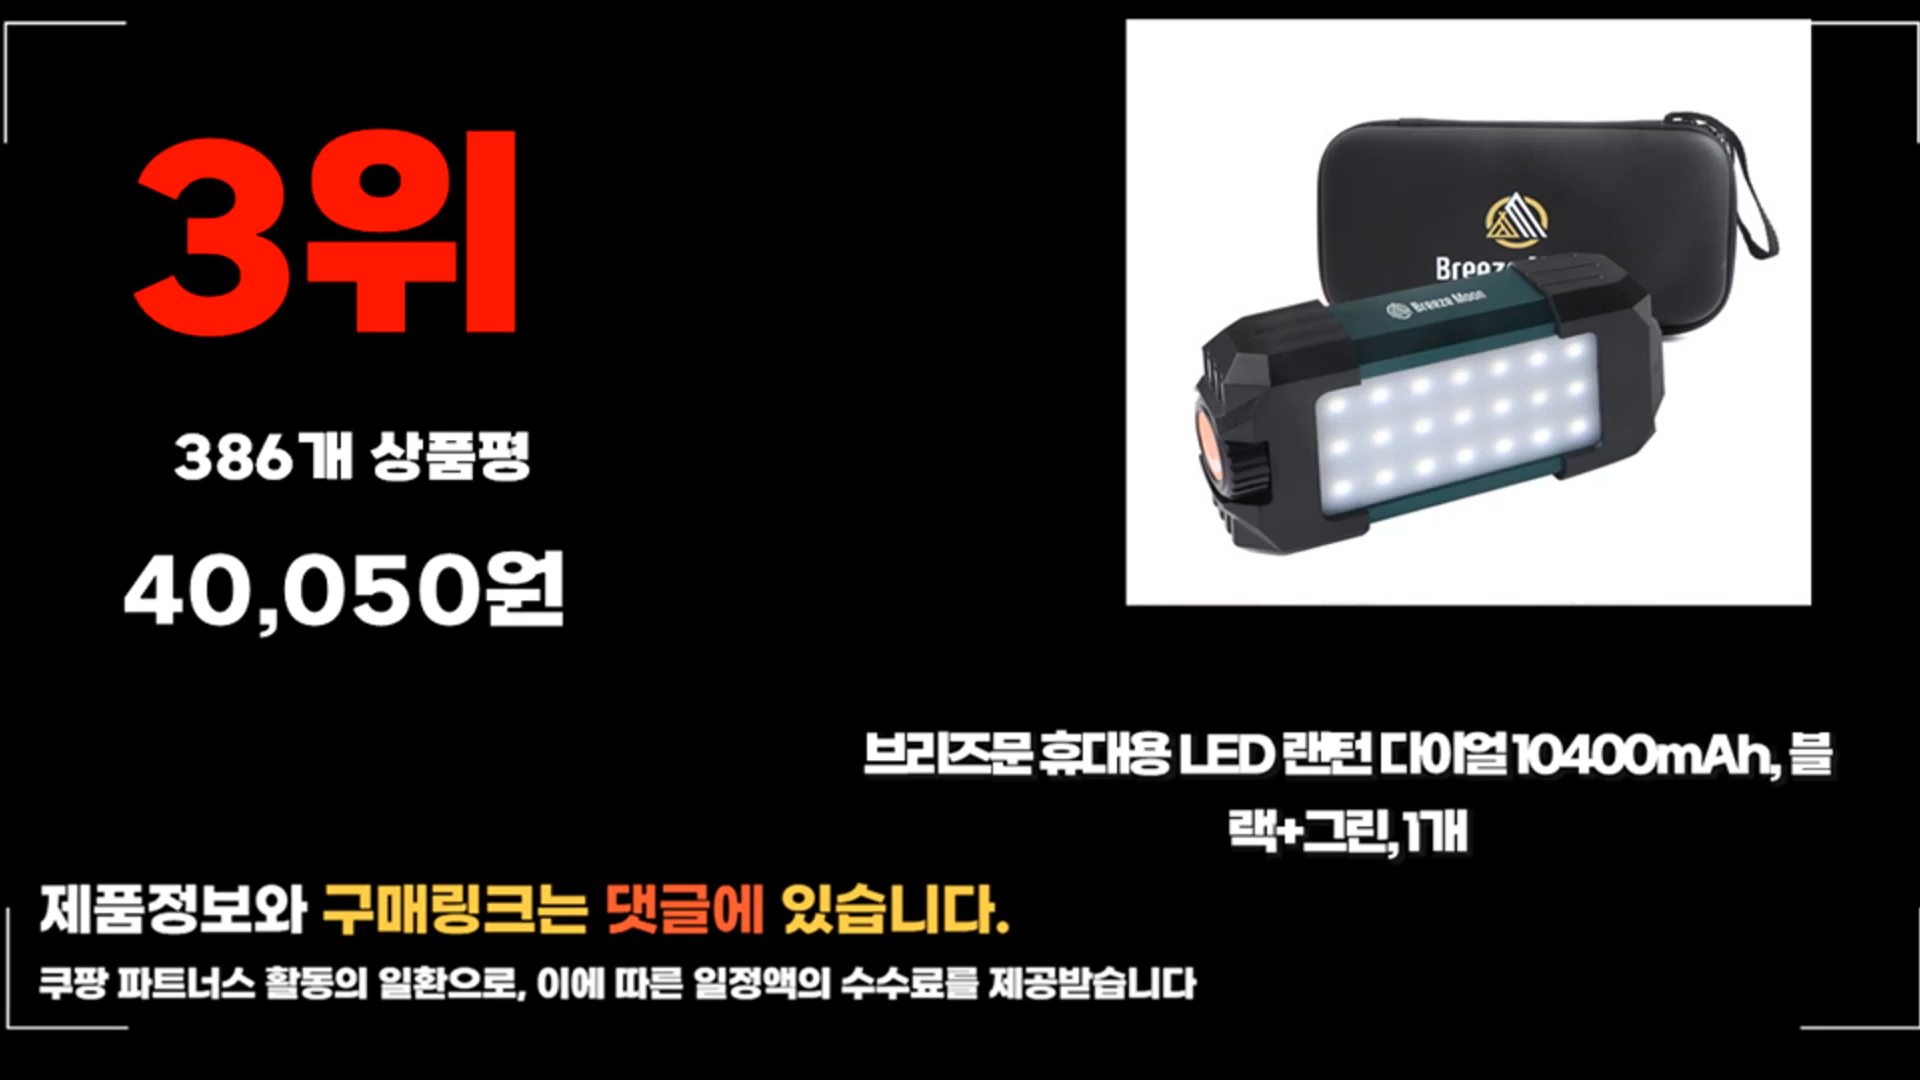 3위
386개 상품평
40,050원
Breeze Moon
브리즈문 휴대용 LED 랜턴 다이얼 10400mAh, 블
랙+그린, 1개
제품정보와 구매링크는 댓글에 있습니다.
쿠팡 파트너스 활동의 일환으로, 이에 따른 일정액의 수수료를 제공받습니다